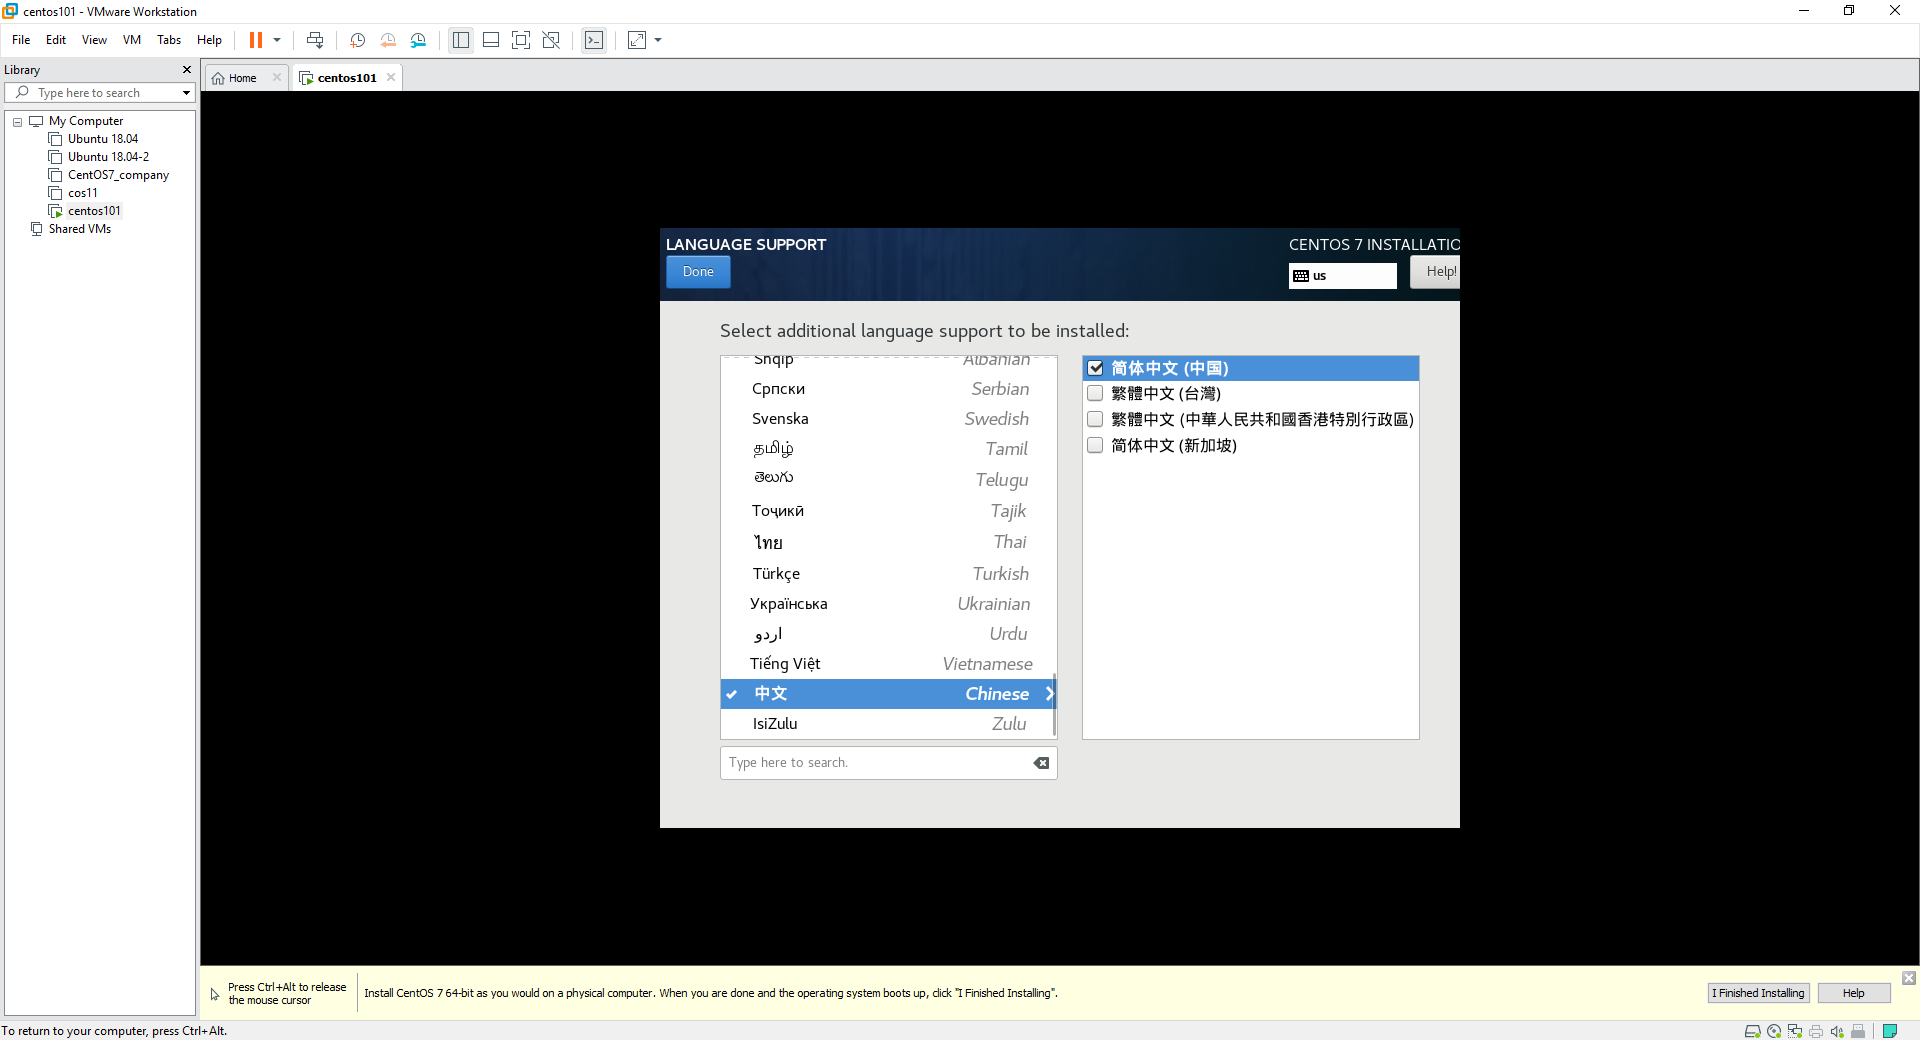 centos101 - VMware Workstation
File Edit View VM Tabs Help
Library
Type here to search
My Computer
Ubuntu 18.04
Ubuntu 18.04-2
CentOS7_company
cos11
centos101
Shared VMs
Home
centos101
LANGUAGE SUPPORT
CENTOS 7 INSTALLATIO
Done
us
Help!
Select additional language support to be installed:
Shqip Albanian
Српски Serbian
Svenska Swedish
தமிழ் Tamil
తెలుగు Telugu
Тоҷикӣ Tajik
ไทย Thai
Türkçe Turkish
Українська Ukrainian
اردو Urdu
Tiếng Việt Vietnamese
中文 Chinese
IsiZulu Zulu
Type here to search.
简体中文 (中国)
繁體中文 (台灣)
繁體中文 (中華人民共和國香港特別行政區)
简体中文 (新加坡)
Press Ctrl+Alt to release
the mouse cursor
Install CentOS 7 64-bit as you would on a physical computer. When you are done and the operating system boots up, click "I Finished Installing".
I Finished Installing
Help
To return to your computer, press Ctrl+Alt.